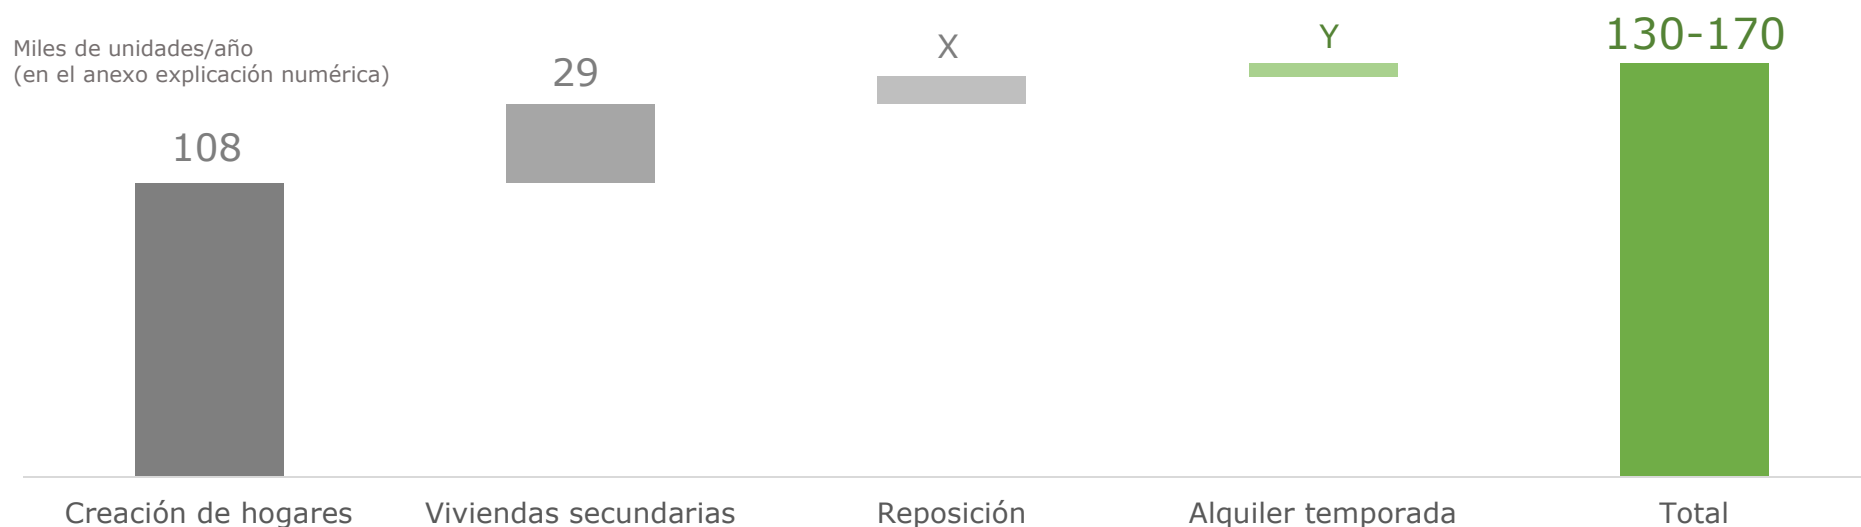 Miles de unidades/año
(en el anexo explicación numérica)
108
29
X
Y
130-170
Creación de hogares
Viviendas secundarias
Reposición
Alquiler temporada
Total